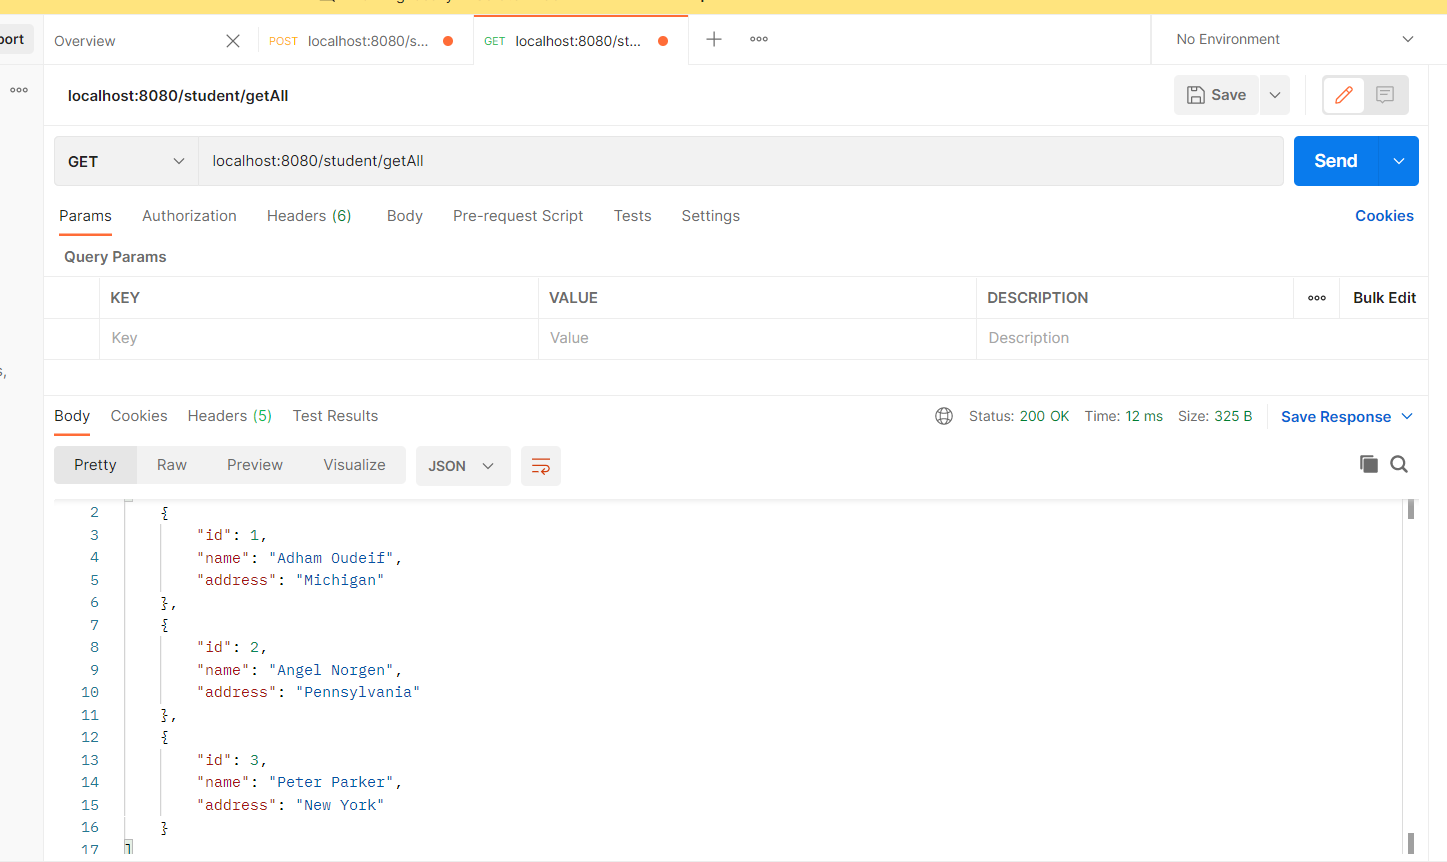 port
Overview
POST localhost:8080/s...
GET localhost:8080/st...
No Environment
localhost:8080/student/getAll
Save
GET
localhost:8080/student/getAll
Send
Params
Authorization
Headers (6)
Body
Pre-request Script
Tests
Settings
Cookies
Query Params
KEY
VALUE
DESCRIPTION
Bulk Edit
Key
Value
Description
s,
Body
Cookies
Headers (5)
Test Results
Status: 200 OK
Time: 12 ms
Size: 325 B
Save Response
Pretty
Raw
Preview
Visualize
JSON
2 {
3 "id": 1,
4 "name": "Adham Oudeif",
5 "address": "Michigan"
6 },
7 {
8 "id": 2,
9 "name": "Angel Norgen",
10 "address": "Pennsylvania"
11 },
12 {
13 "id": 3,
14 "name": "Peter Parker",
15 "address": "New York"
16 }
17 ]